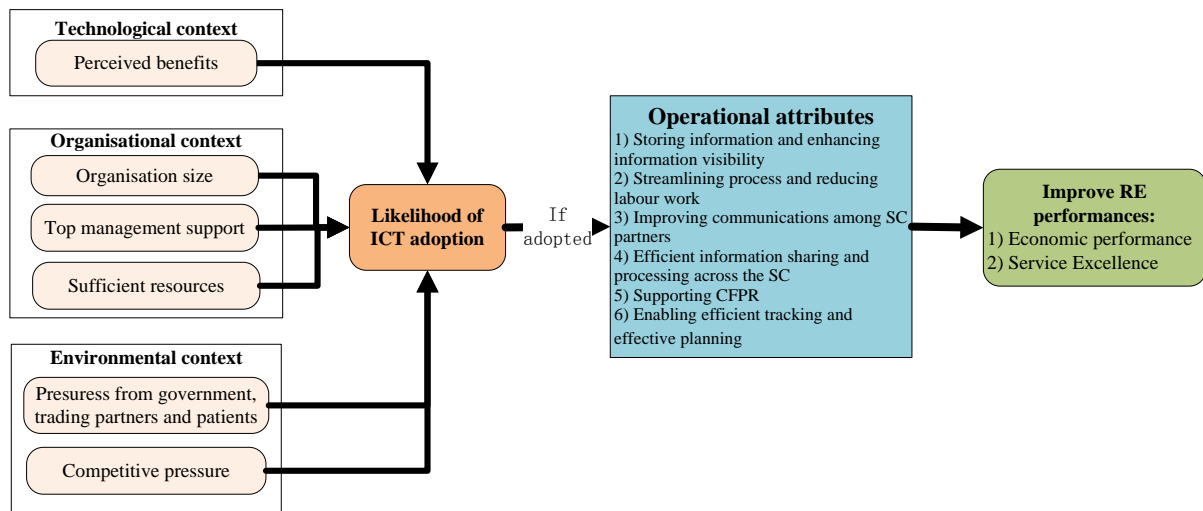 Technological context
Perceived benefits
Organisational context
Organisation size
Top management support
Sufficient resources
Environmental context
Presuress from government,
trading partners and patients
Competitive pressure
Likelihood of
ICT adoption
If
adopted
Operational attributes
1) Storing information and enhancing
information visibility
2) Streamlining process and reducing
labour work
3) Improving communications among SC
partners
4) Efficient information sharing and
processing across the SC
5) Supporting CFPR
6) Enabling efficient tracking and
effective planning
Improve RE
performances:
1) Economic performance
2) Service Excellence